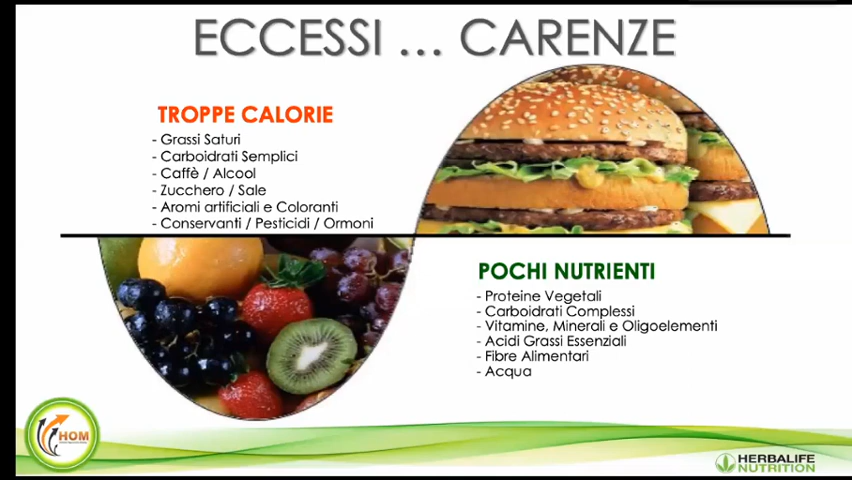 ECCESSI ... CARENZE
TROPPE CALORIE
- Grassi Saturi
- Carboidrati Semplici
- Caffè / Alcool
- Zucchero / Sale
- Aromi artificiali e Coloranti
- Conservanti / Pesticidi / Ormoni
POCHI NUTRIENTI
- Proteine Vegetali
- Carboidrati Complessi
- Vitamine, Minerali e Oligoelementi
- Acidi Grassi Essenziali
- Fibre Alimentari
- Acqua
HOM
HERBALIFE
NUTRITION